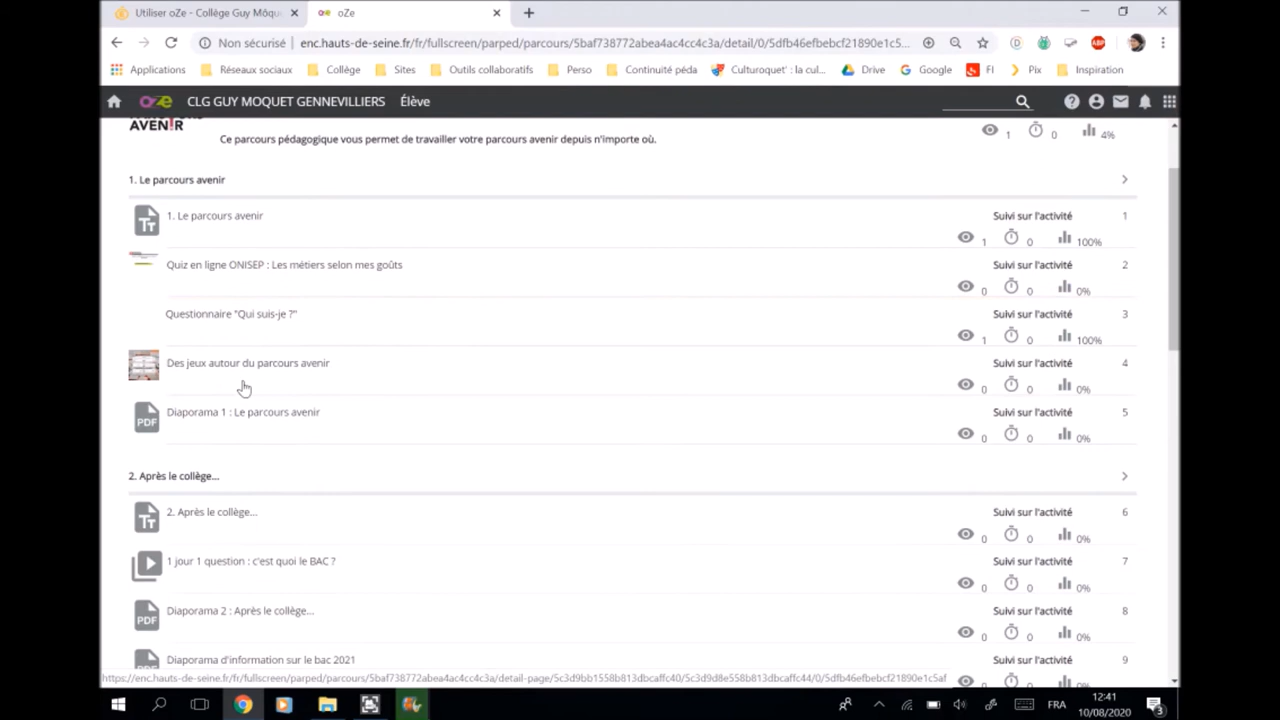 Utiliser oZe - Collège Guy Môqu
oZe
Non sécurisé
enc.hauts-de-seine.fr/fr/fullscreen/parped/parcours/5baf738772abea4ac4cc4c3a/detail/0/5dfb46efbebcf21890e1c5...
Applications
Réseaux sociaux
Collège
Sites
Outils collaboratifs
Perso
Continuité péda
Culturoquet' : la cul...
Drive
Google
FI
Pix
Inspiration
oze CLG GUY MOQUET GENNEVILLIERS Élève
AVENIR
Ce parcours pédagogique vous permet de travailler votre parcours avenir depuis n'importe où.
1 0 4%
1. Le parcours avenir
1. Le parcours avenir
Suivi sur l'activité 1
1 0 100%
Quiz en ligne ONISEP : Les métiers selon mes goûts
Suivi sur l'activité 2
0 0 0%
Questionnaire "Qui suis-je ?"
Suivi sur l'activité 3
1 0 100%
Des jeux autour du parcours avenir
Suivi sur l'activité 4
0 0 0%
PDF
Diaporama 1 : Le parcours avenir
Suivi sur l'activité 5
0 0 0%
2. Après le collège...
2. Après le collège...
Suivi sur l'activité 6
0 0 0%
1 jour 1 question : c'est quoi le BAC ?
Suivi sur l'activité 7
0 0 0%
PDF
Diaporama 2 : Après le collège...
Suivi sur l'activité 8
0 0 0%
Diaporama d'information sur le bac 2021
Suivi sur l'activité 9
0 0 0%
https://enc.hauts-de-seine.fr/fr/fullscreen/parped/parcours/5baf738772abea4ac4cc4c3a/detail-page/5c3d9bb1558b813dbcaffc40/5c3d9d8e558b813dbcaffc44/0/5dfb46efbebcf21890e1c5af
FRA
12:41
10/08/2020
3